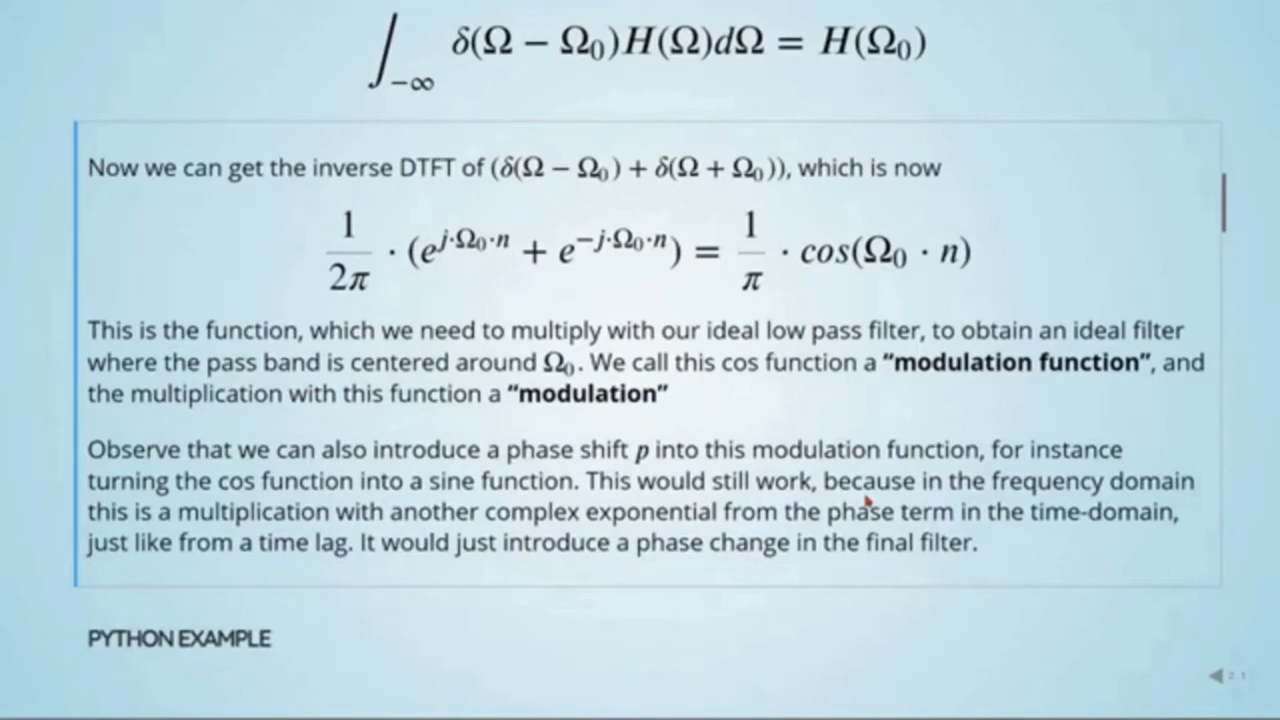 ∫_{−∞} δ(Ω − Ω₀)H(Ω)dΩ = H(Ω₀)
Now we can get the inverse DTFT of (δ(Ω − Ω₀) + δ(Ω + Ω₀)), which is now
1/2π · (e^{j·Ω₀·n} + e^{−j·Ω₀·n}) = 1/π · cos(Ω₀ · n)
This is the function, which we need to multiply with our ideal low pass filter, to obtain an ideal filter
where the pass band is centered around Ω₀. We call this cos function a “modulation function”, and
the multiplication with this function a “modulation”
Observe that we can also introduce a phase shift p into this modulation function, for instance
turning the cos function into a sine function. This would still work, because in the frequency domain
this is a multiplication with another complex exponential from the phase term in the time-domain,
just like from a time lag. It would just introduce a phase change in the final filter.
PYTHON EXAMPLE